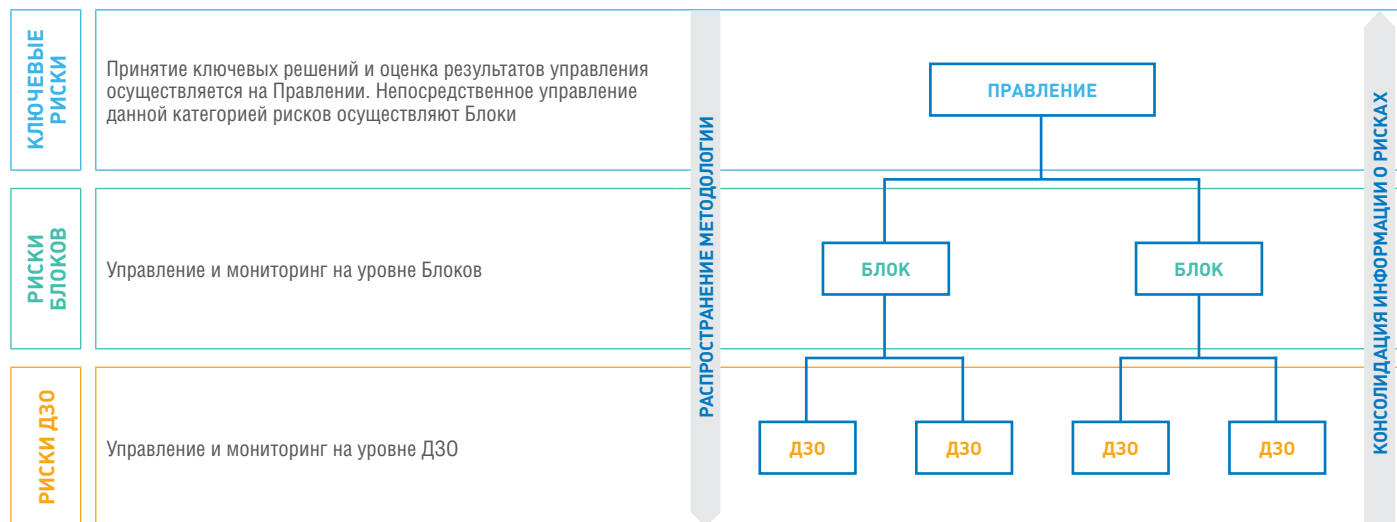 КЛЮЧЕВЫЕ
РИСКИ
Принятие ключевых решений и оценка результатов управления
осуществляется на Правлении. Непосредственное управление
данной категорией рисков осуществляют Блоки
РИСКИ
БЛОКОВ
Управление и мониторинг на уровне Блоков
РИСКИ ДЗО
Управление и мониторинг на уровне ДЗО
РАСПРОСТРАНЕНИЕ МЕТОДОЛОГИИ
ПРАВЛЕНИЕ
БЛОК
БЛОК
ДЗО
ДЗО
ДЗО
ДЗО
КОНСОЛИДАЦИЯ ИНФОРМАЦИИ О РИСКАХ